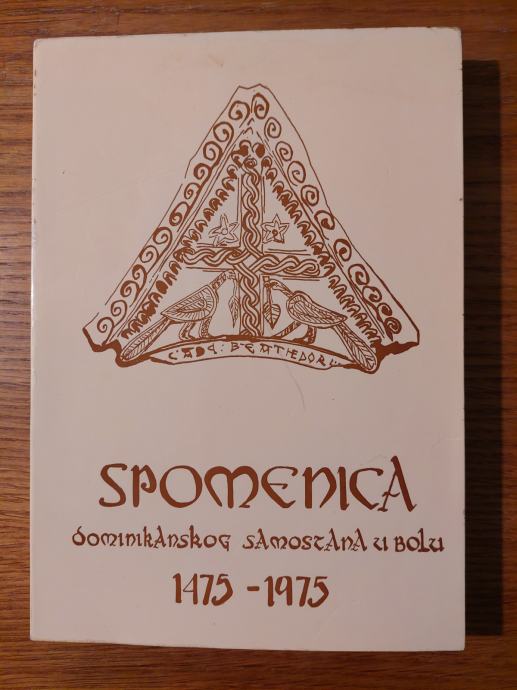 SPOMENICA
dominikanskog samostana u Bolu
1475 - 1975